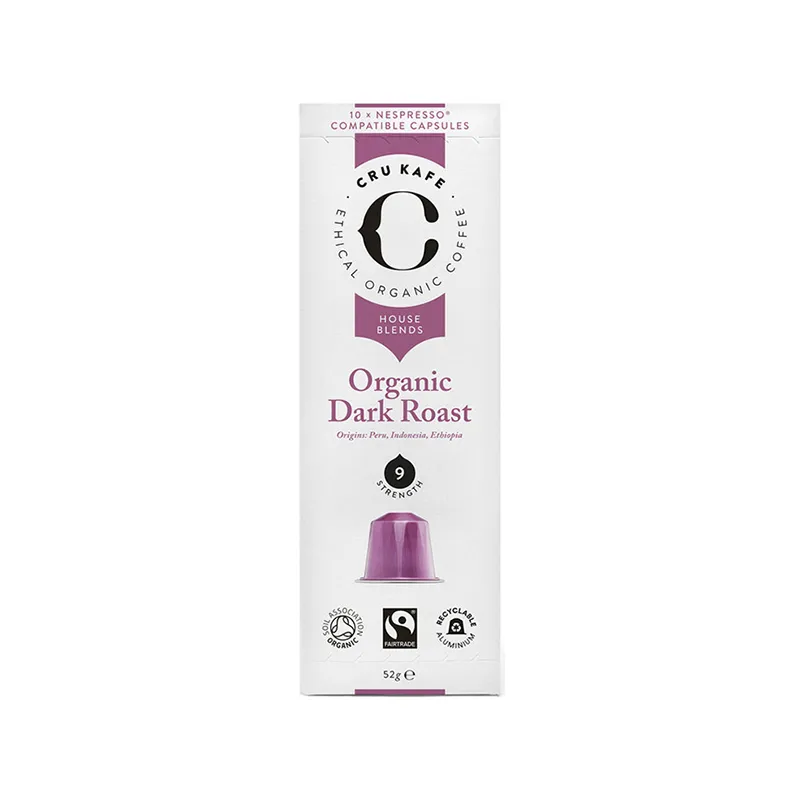 10 × NESPRESSO®
COMPATIBLE CAPSULES
CRU KAFE
· ETHICAL ORGANIC COFFEE ·
C
HOUSE
BLENDS
Organic
Dark Roast
Origins: Peru, Indonesia, Ethiopia
9
STRENGTH
SOIL ASSOCIATION
ORGANIC
FAIRTRADE
RECYCLABLE
ALUMINIUM
52g ℮